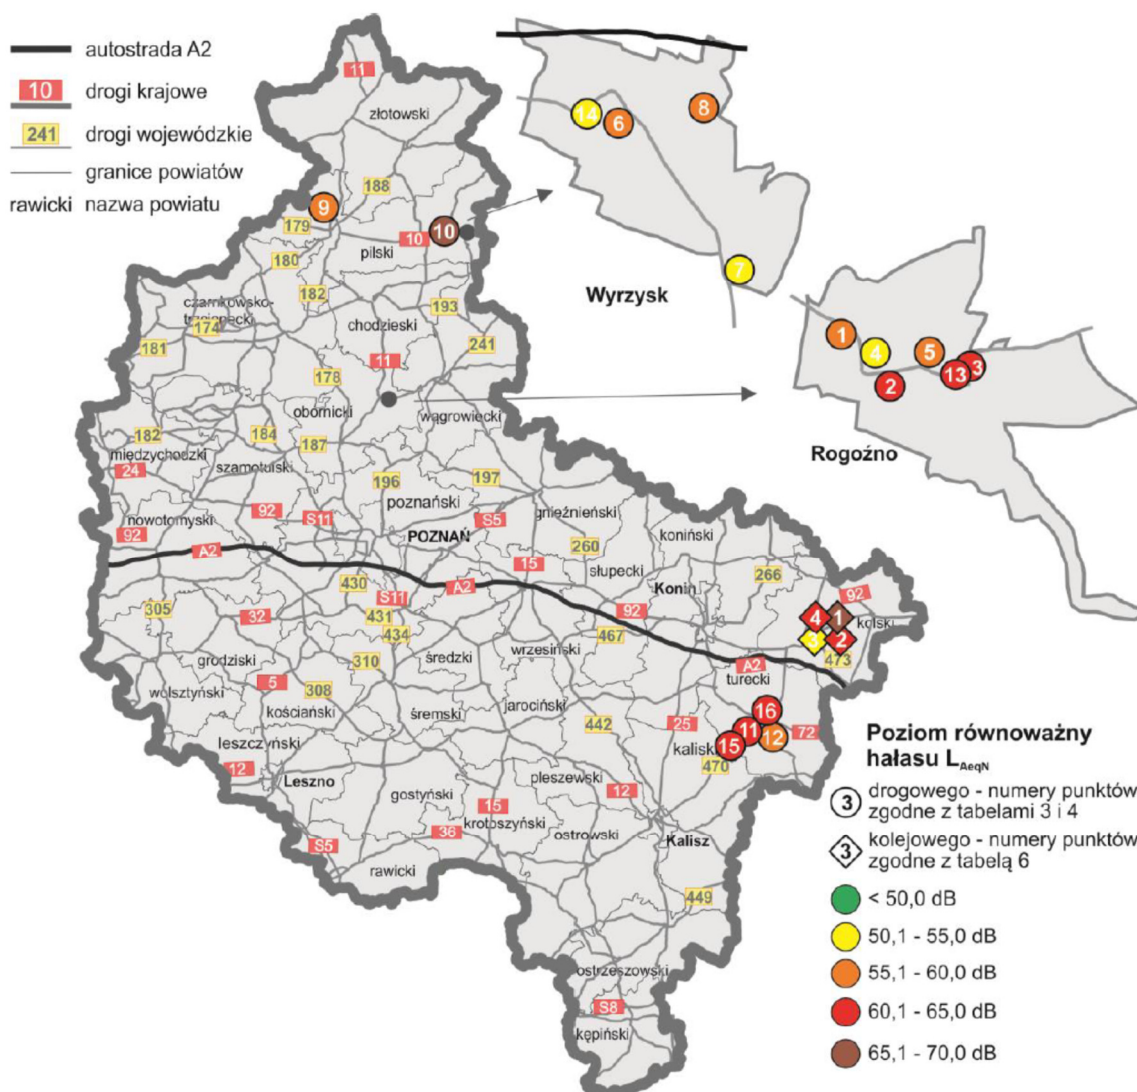 autostrada A2
10 drogi krajowe
241 drogi wojewódzkie
granice powiatów
rawicki nazwa powiatu
11
złotowski
188
9
179
10
10
pilski
180
182
czarnkowsko-
trzcianecki
174
193
chodzieski
181
241
11
178
obornicki
wągrowiecki
182
184
187
międzychodzki
24
szamotulski
196
197
poznański
92
S11
S5
gnieźnieński
nowotomyski
92
POZNAŃ
koniński
A2
260
15
słupecki
Konin
266
430
S11
A2
92
92
305
32
431
434
467
4
1
kolski
3
2
473
wrzesiński
średzki
310
grodziski
A2
turecki
5
308
wolsztyński
kościański
śremski
jarociński
442
25
16
11
12
72
15
kaliski
470
leszczyński
12
Leszno
pleszewski
12
gostyński
15
krotoszyński
36
ostrowski
Kalisz
S5
rawicki
449
ostrzeszowski
S8
kępiński
14
6
8
7
Wyrzysk
1
4
5
2
13
3
Rogoźno
Poziom równoważny
hałasu LAeqN
3 drogowego - numery punktów
zgodne z tabelami 3 i 4
3 kolejowego - numery punktów
zgodne z tabelą 6
< 50,0 dB
50,1 - 55,0 dB
55,1 - 60,0 dB
60,1 - 65,0 dB
65,1 - 70,0 dB